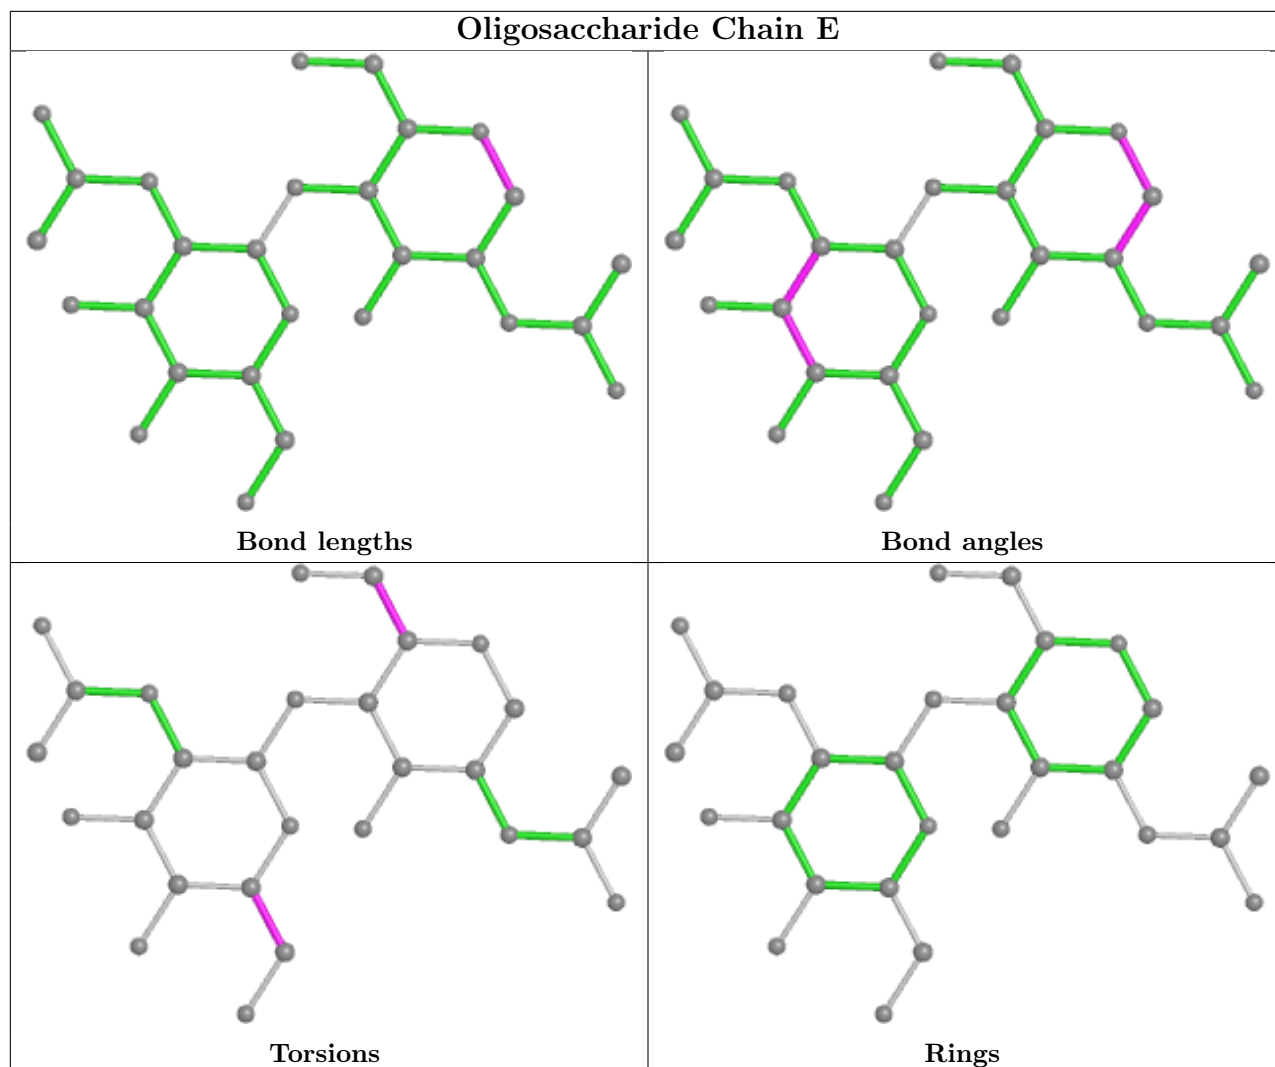 Oligosaccharide Chain E
Bond lengths
Bond angles
Torsions
Rings